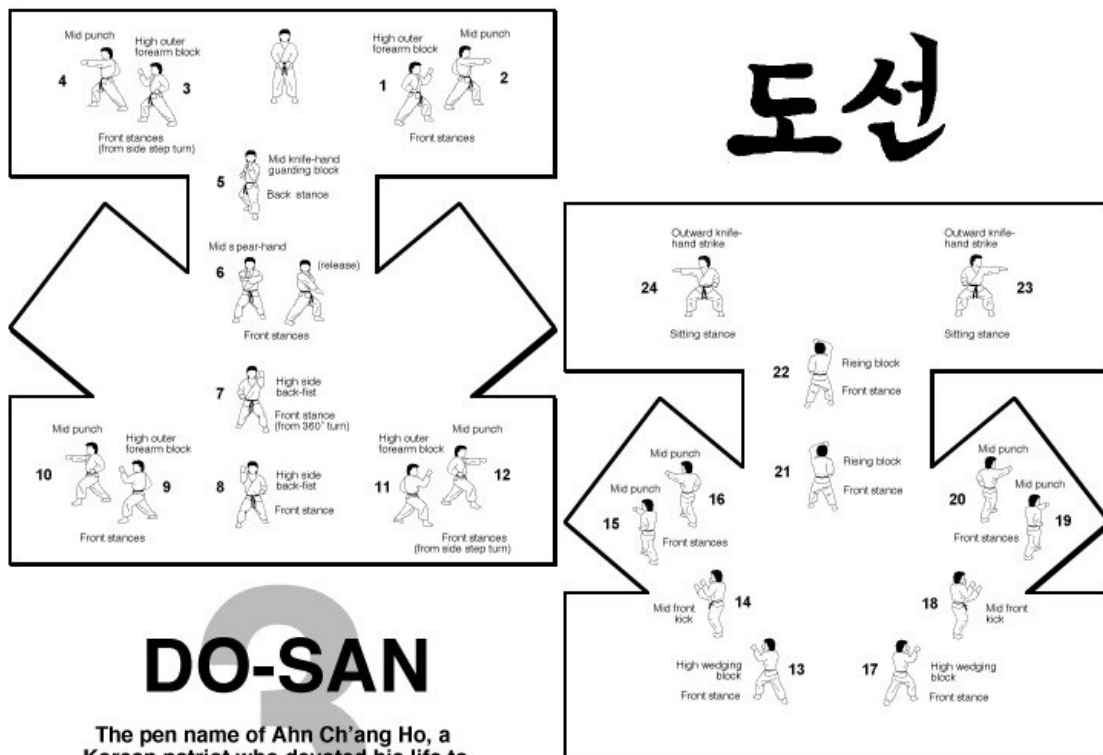 Mid punch
4
High outer
forearm block
3
Front stances
(from side step turn)
High outer
forearm block
1
Mid punch
2
Front stances
도선
5
Mid knife-hand
guarding block
Back stance
Mid spear-hand
6
(release)
Front stances
7
High side
back-fist
Front stance
(from 360° turn)
Mid punch
10
High outer
forearm block
9
Front stances
8
High side
back-fist
Front stance
High outer
forearm block
11
Mid punch
12
Front stances
(from side step turn)
Outward knife-
hand strike
24
Sitting stance
Outward knife-
hand strike
23
Sitting stance
22
Rising block
Front stance
21
Rising block
Front stance
Mid punch
16
Mid punch
15
Front stances
Mid punch
20
Mid punch
19
Front stances
14
Mid front
kick
18
Mid front
kick
High wedging
block
13
Front stance
17
High wedging
block
Front stance
3
DO-SAN
The pen name of Ahn Ch'ang Ho, a
Korean patriot who devoted his life to